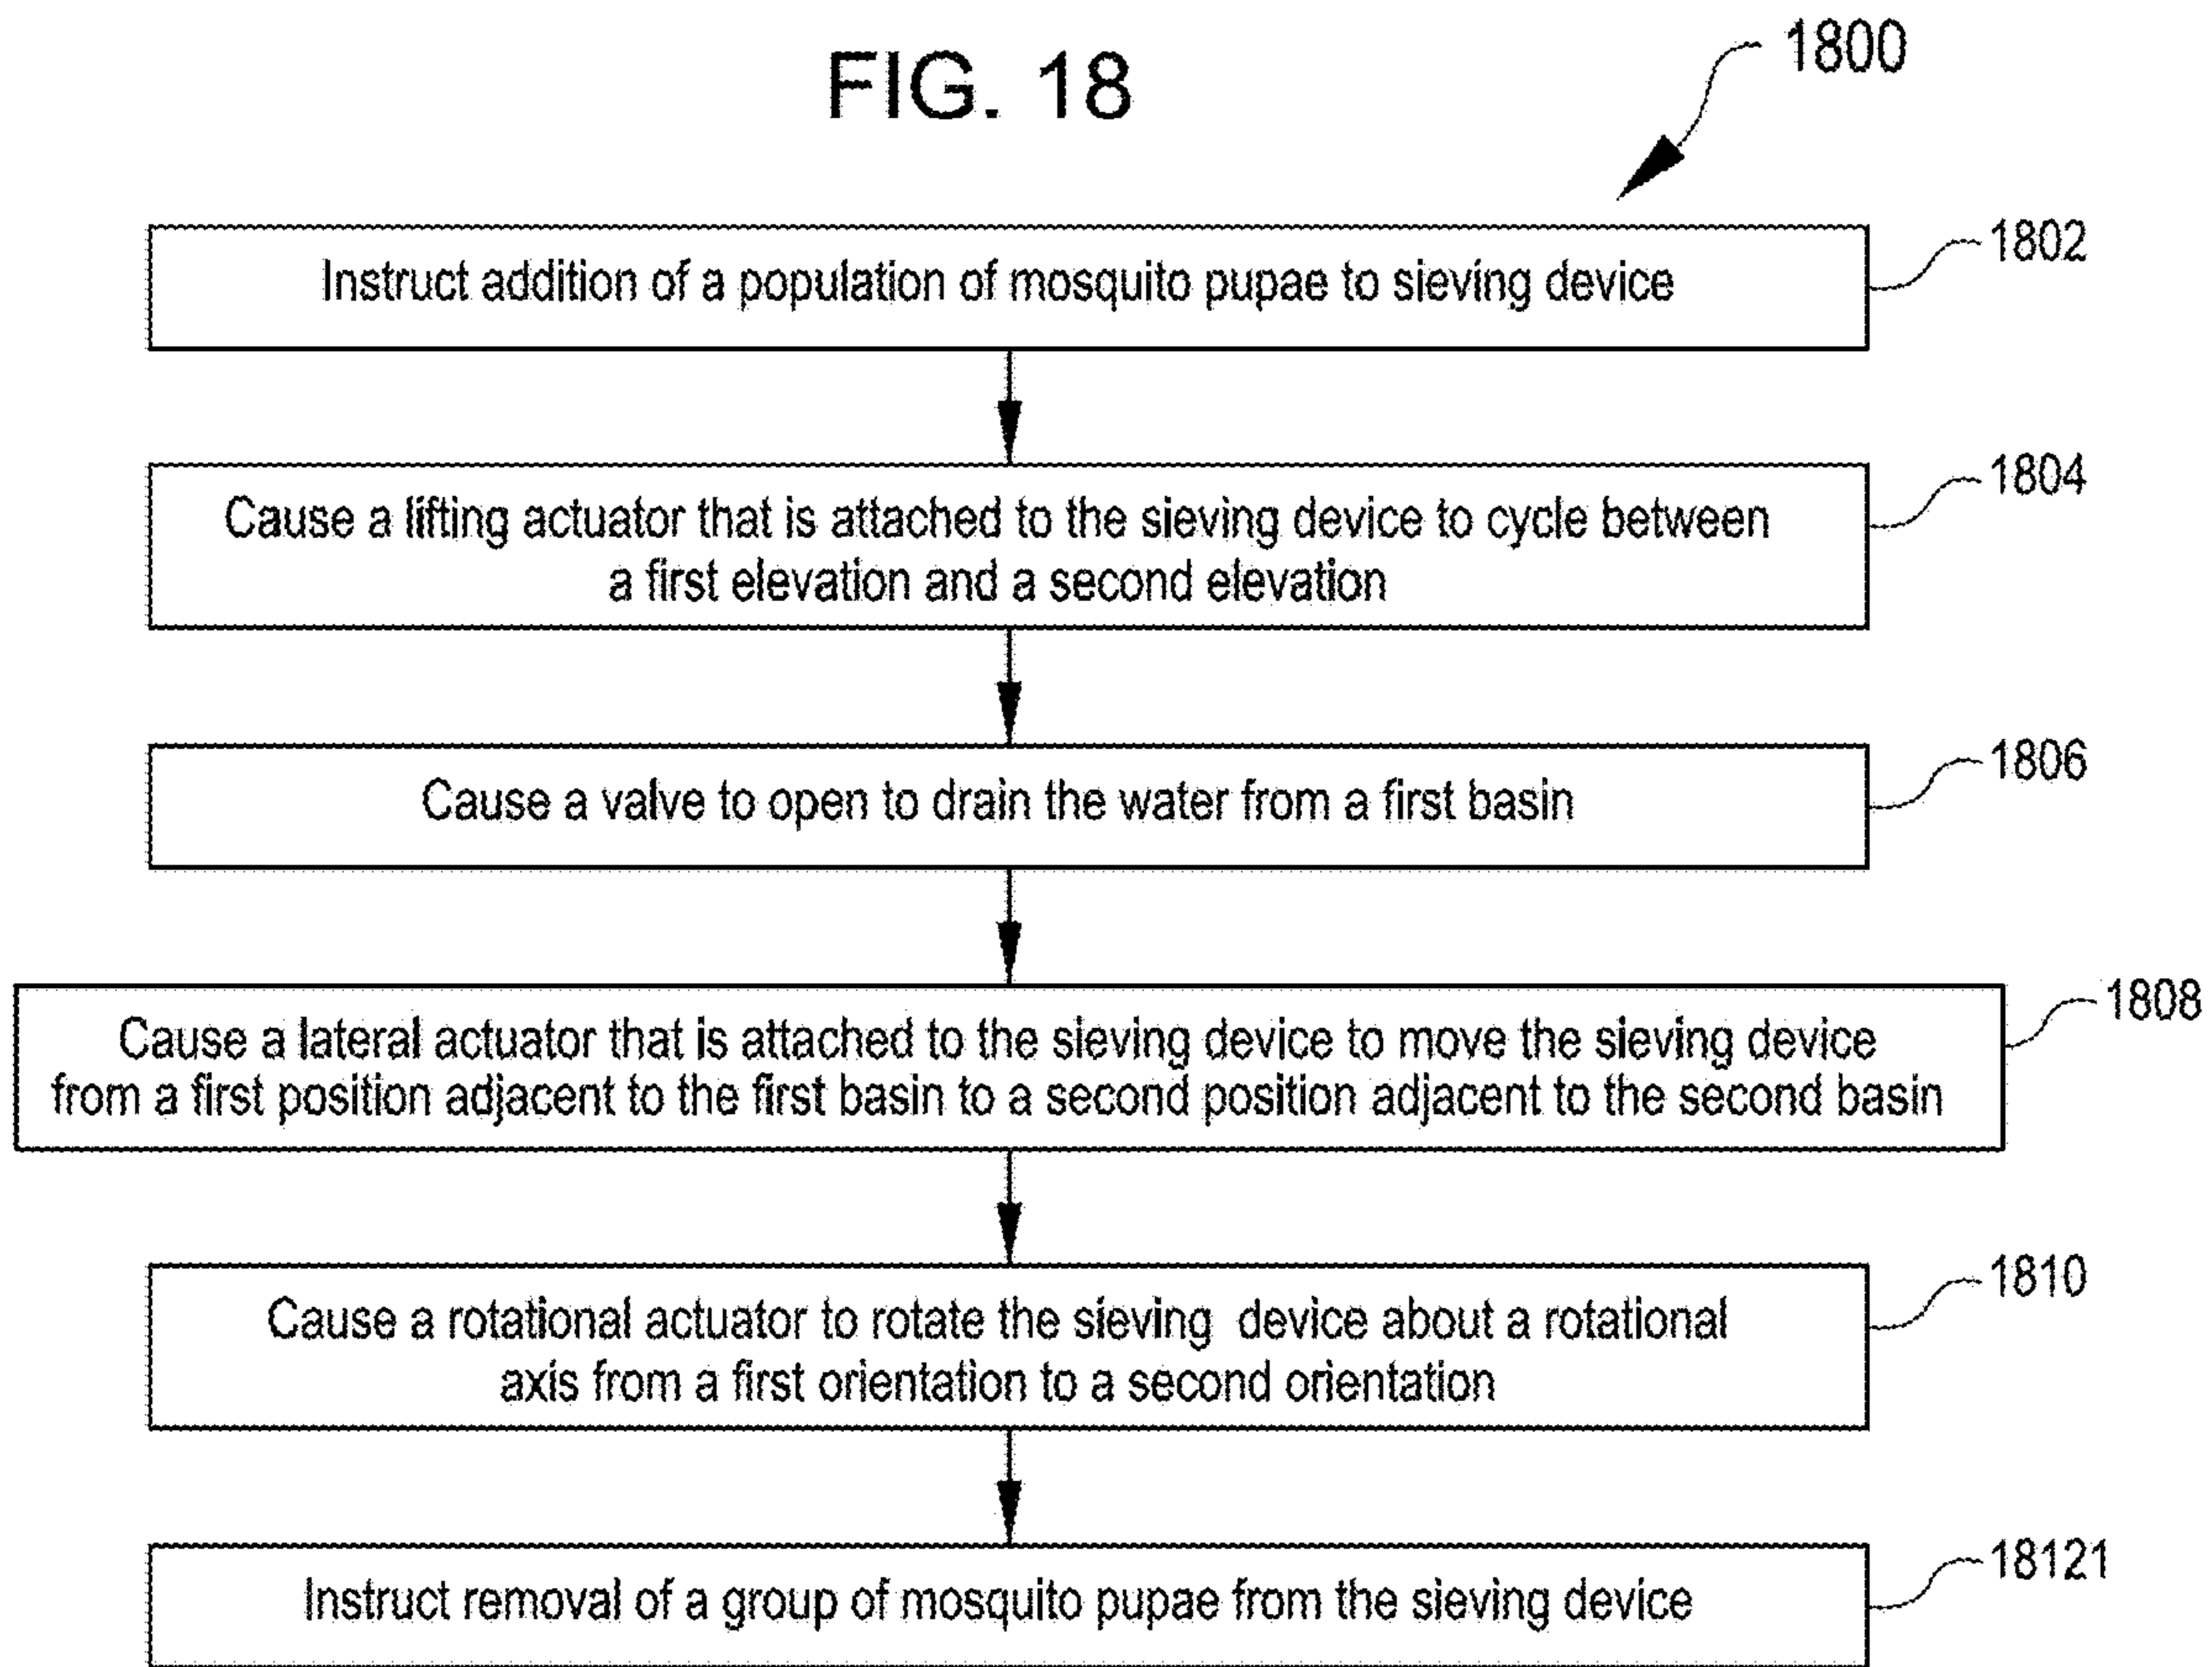 FIG. 18
1800
Instruct addition of a population of mosquito pupae to sieving device
1802
Cause a lifting actuator that is attached to the sieving device to cycle between
a first elevation and a second elevation
1804
Cause a valve to open to drain the water from a first basin
1806
Cause a lateral actuator that is attached to the sieving device to move the sieving device
from a first position adjacent to the first basin to a second position adjacent to the second basin
1808
Cause a rotational actuator to rotate the sieving device about a rotational
axis from a first orientation to a second orientation
1810
Instruct removal of a group of mosquito pupae from the sieving device
18121